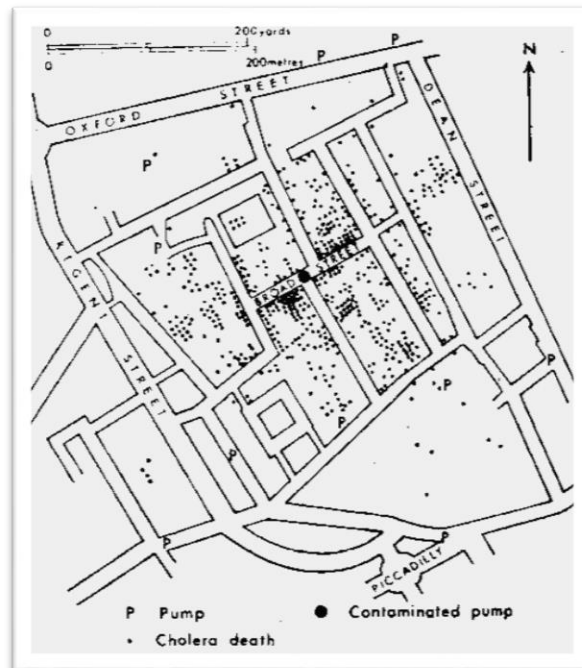 0 200 yards
0 200 metres
P
P
N
OXFORD STREET
DEAN STREET
P
P
REGENT STREET
BROAD STREET
P
P
P
P
P
P
P
PICCADILLY
P Pump
Contaminated pump
Cholera death